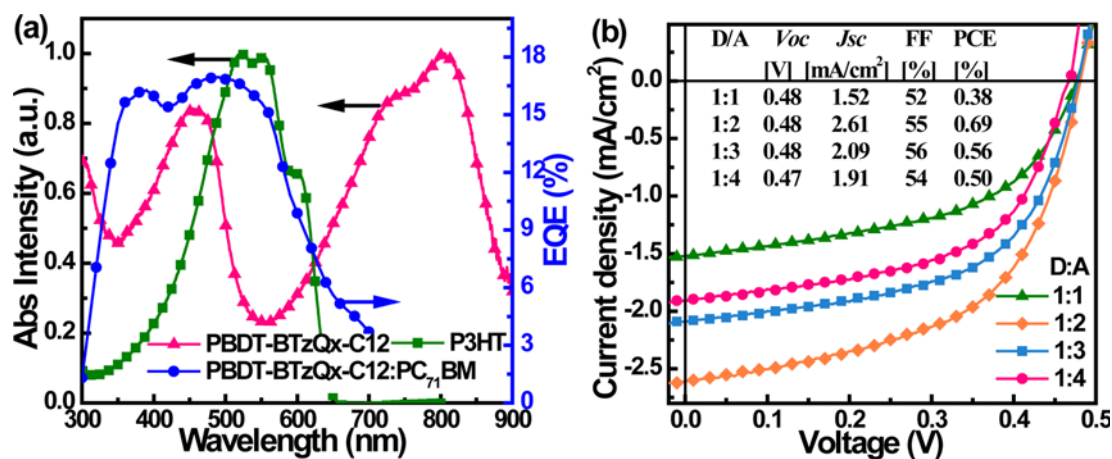 (a)
Abs Intensity (a.u.)
1.0
0.8
0.6
0.4
0.2
0.0
18
15
12
9
6
3
0
EQE (%)
PBDT-BTzQx-C12 P3HT
PBDT-BTzQx-C12:PC71BM
300 400 500 600 700 800 900
Wavelength (nm)
(b)
D/A Voc Jsc FF PCE
[V] [mA/cm2] [%] [%]
1:1 0.48 1.52 52 0.38
1:2 0.48 2.61 55 0.69
1:3 0.48 2.09 56 0.56
1:4 0.47 1.91 54 0.50
Current density (mA/cm2)
0.0
-0.5
-1.0
-1.5
-2.0
-2.5
D:A
1:1
1:2
1:3
1:4
0.0 0.1 0.2 0.3 0.4 0.5
Voltage (V)